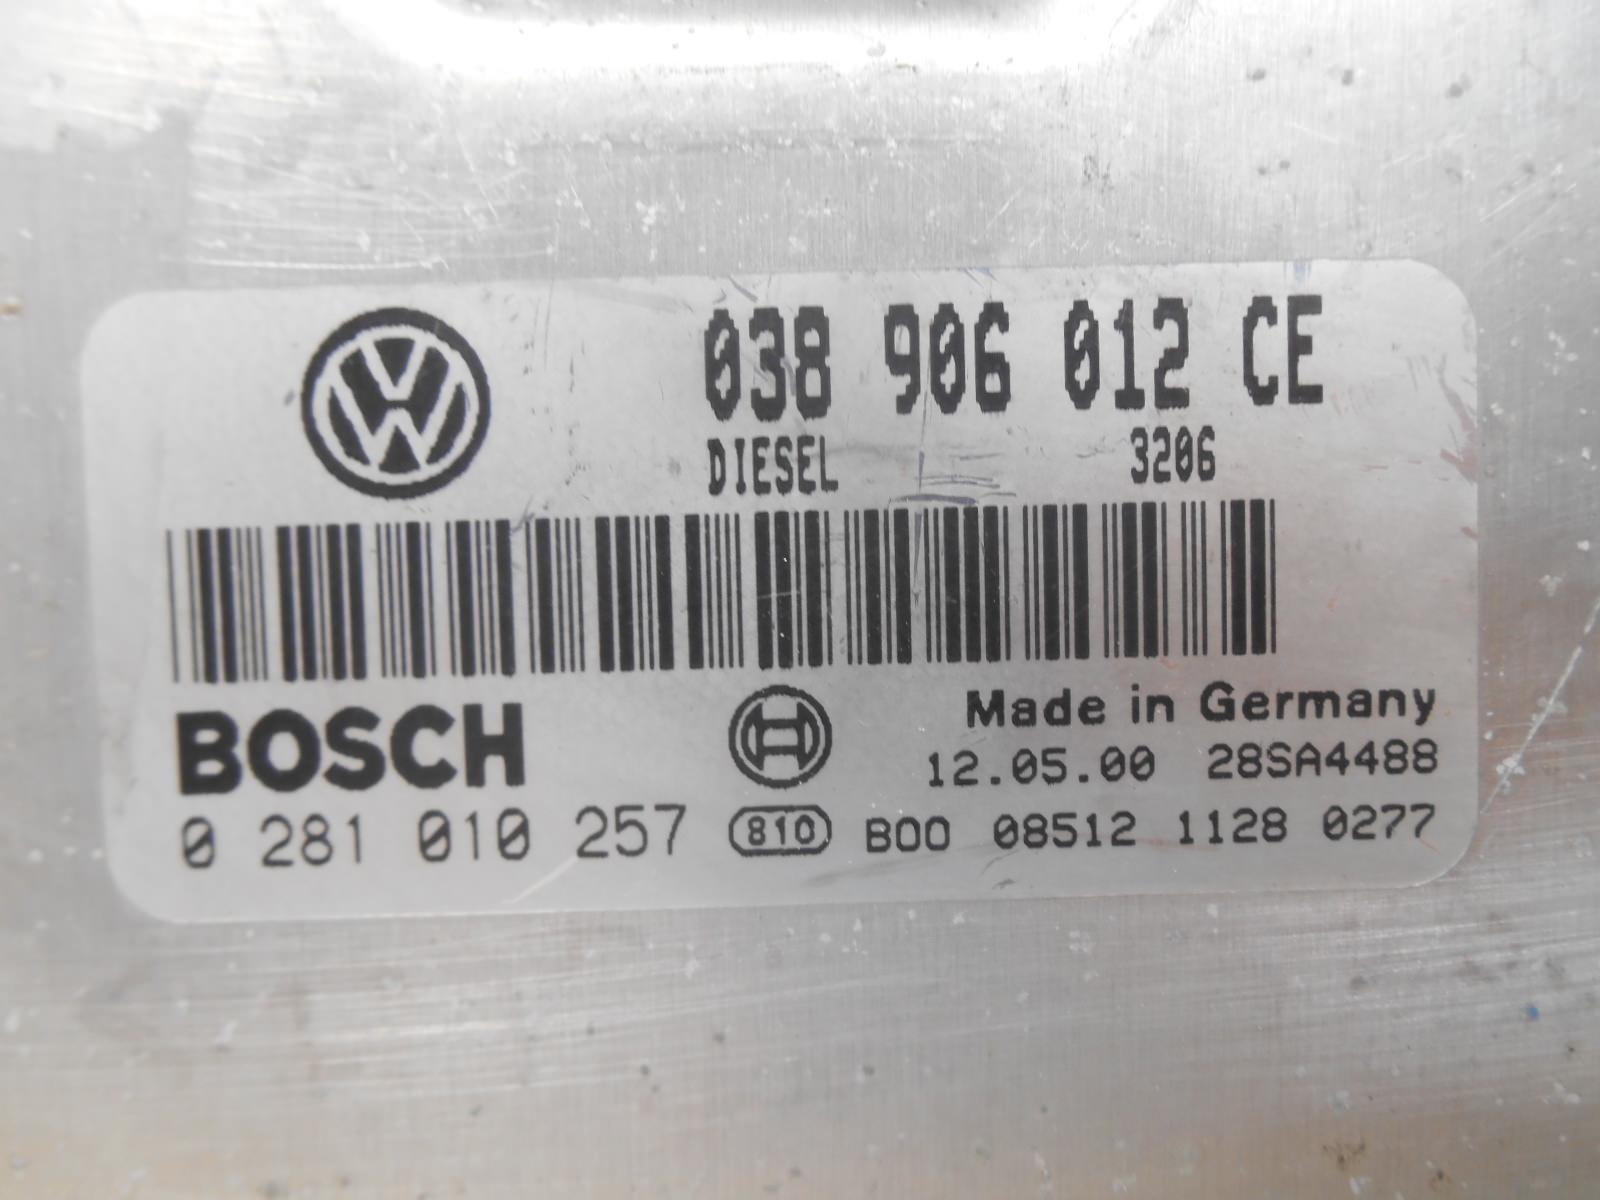 038 906 012 CE
DIESEL 3206
BOSCH
Made in Germany
12.05.00 28SA4488
0 281 010 257 810 B00 08512 1128 0277